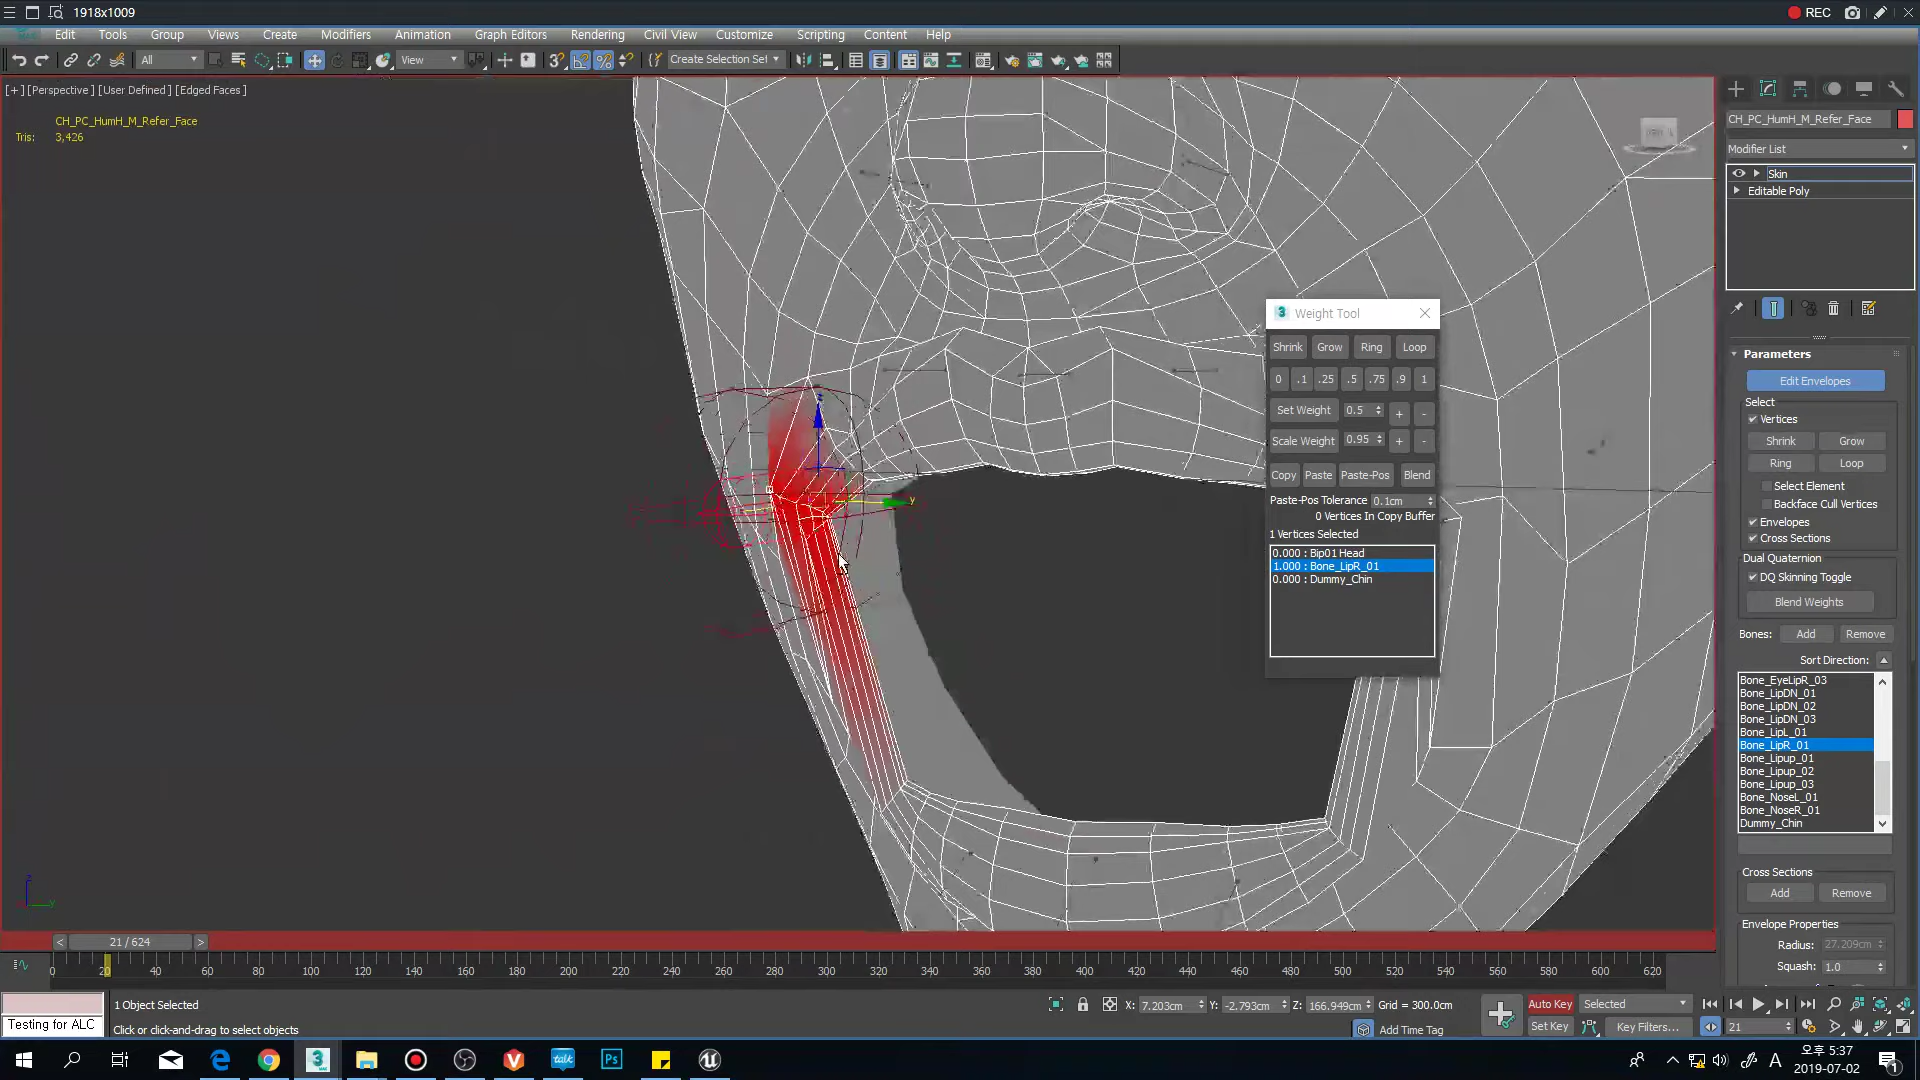 1918x1009
REC
Edit Tools Group Views Create Modifiers Animation Graph Editors Rendering Civil View Customize Scripting Content Help
All
View
Create Selection Set
[+] [Perspective ] [User Defined ] [Edged Faces ]
CH_PC_HumH_M_Refer_Face
Tris: 3,426
CH_PC_HumH_M_Refer_Face
Modifier List
Skin
Editable Poly
Weight Tool
Shrink Grow Ring Loop
0 .1 .25 .5 .75 .9 1
Set Weight 0.5 + -
Scale Weight 0.95 + -
Copy Paste Paste-Pos Blend
Paste-Pos Tolerance 0.1cm
0 Vertices In Copy Buffer
1 Vertices Selected
0.000 : Bip01 Head
1.000 : Bone_LipR_01
0.000 : Dummy_Chin
Parameters
Edit Envelopes
Select
Vertices
Shrink Grow
Ring Loop
Select Element
Backface Cull Vertices
Envelopes
Cross Sections
Dual Quaternion
DQ Skinning Toggle
Blend Weights
Bones: Add Remove
Sort Direction:
Bone_EyeLipR_03
Bone_LipDN_01
Bone_LipDN_02
Bone_LipDN_03
Bone_LipL_01
Bone_LipR_01
Bone_Lipup_01
Bone_Lipup_02
Bone_Lipup_03
Bone_NoseL_01
Bone_NoseR_01
Dummy_Chin
Cross Sections
Add Remove
Envelope Properties
Radius: 27.209cm
Squash: 1.0
z
y
z
y
< 21 / 624 >
0 20 40 60 80 100 120 140 160 180 200 220 240 260 280 300 320 340 360 380 400 420 440 460 480 500 520 540 560 580 600 620
1 Object Selected
X: 7.203cm Y: -2.793cm Z: 166.949cm Grid = 300.0cm
Auto Key Selected
Testing for ALC
Click or click-and-drag to select objects
Add Time Tag
Set Key Key Filters... 21
talk
Ps
A
오후 5:37
2019-07-02
1